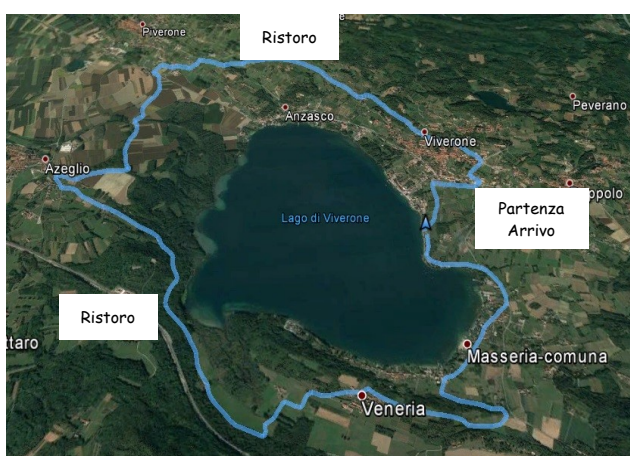 Piverone
e
Ristoro
Peverano
Anzasco
Viverone
Azeglio
ppolo
Partenza
Arrivo
Lago di Viverone
Ristoro
ttaro
Masseria-comuna
Veneria